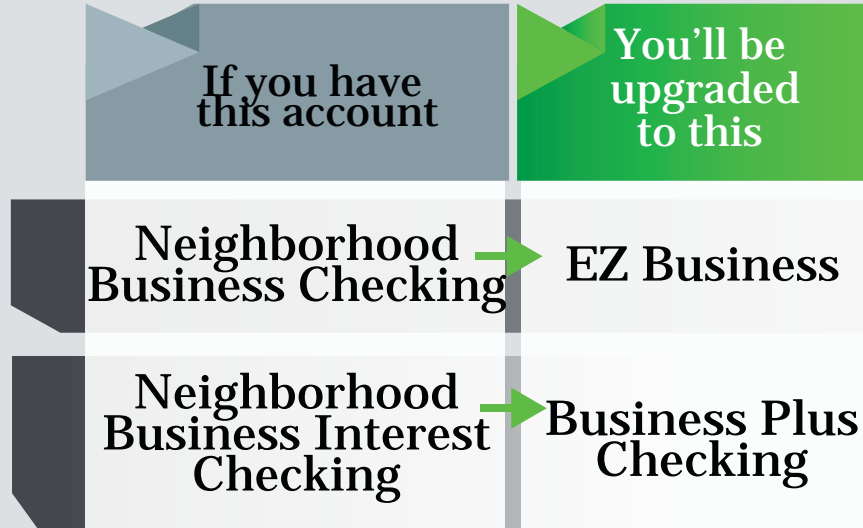 If you have
this account
You'll be
upgraded
to this
Neighborhood
Business Checking
EZ Business
Neighborhood
Business Interest
Checking
Business Plus
Checking